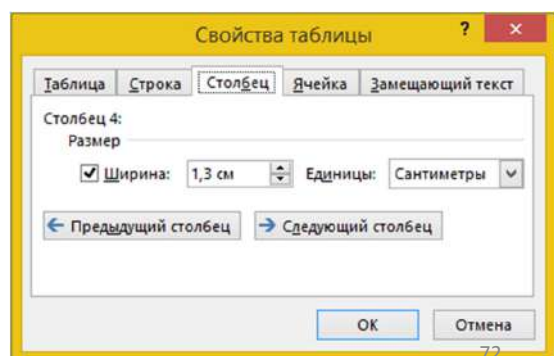 Свойства таблицы ? ×
Таблица Строка Столбец Ячейка Замещающий текст
Столбец 4:
Размер
Ширина: 1,3 см Единицы: Сантиметры
Предыдущий столбец Следующий столбец
ОК Отмена
72